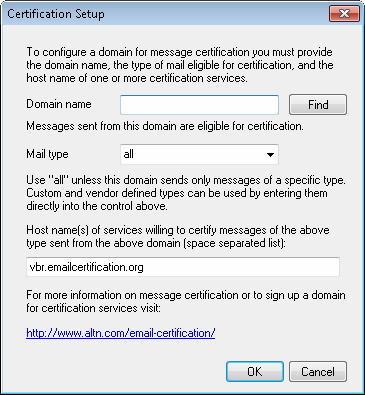 Certification Setup
To configure a domain for message certification you must provide
the domain name, the type of mail eligible for certification, and the
host name of one or more certification services.
Domain name
Find
Messages sent from this domain are eligible for certification.
Mail type
all
Use "all" unless this domain sends only messages of a specific type.
Custom and vendor defined types can be used by entering them
directly into the control above.
Host name(s) of services willing to certify messages of the above
type sent from the above domain (space separated list):
vbr.emailcertification.org
For more information on message certification or to sign up a domain
for certification services visit:
http://www.altn.com/email-certification/
OK
Cancel